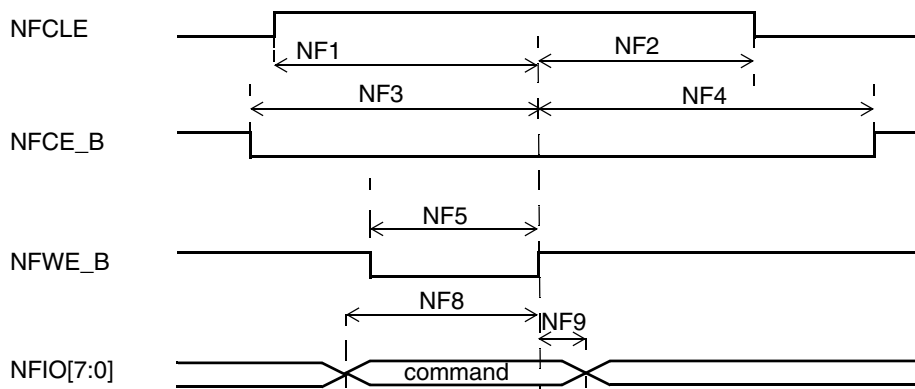 NFCLE
NF1
NF2
NF3
NF4
NFCE_B
NF5
NFWE_B
NF8
NF9
NFIO[7:0]
command